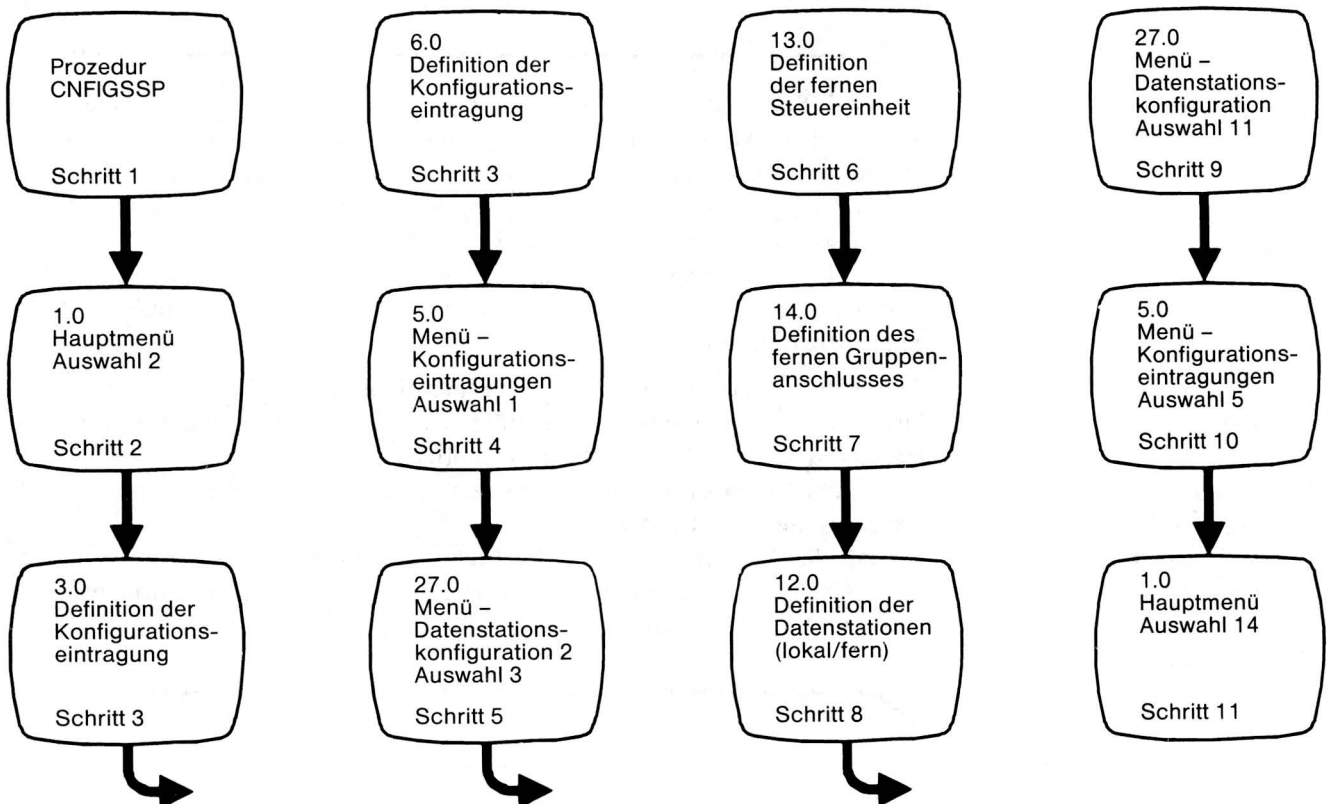 Prozedur
CNFIGSSP
Schritt 1
1.0
Hauptmenü
Auswahl 2
Schritt 2
3.0
Definition der
Konfigurations-
eintragung
Schritt 3
6.0
Definition der
Konfigurations-
eintragung
Schritt 3
5.0
Menü –
Konfigurations-
eintragungen
Auswahl 1
Schritt 4
27.0
Menü –
Datenstations-
konfiguration 2
Auswahl 3
Schritt 5
13.0
Definition
der fernen
Steuereinheit
Schritt 6
14.0
Definition des
fernen Gruppen-
anschlusses
Schritt 7
12.0
Definition der
Datenstationen
(lokal/fern)
Schritt 8
27.0
Menü –
Datenstations-
konfiguration
Auswahl 11
Schritt 9
5.0
Menü –
Konfigurations-
eintragungen
Auswahl 5
Schritt 10
1.0
Hauptmenü
Auswahl 14
Schritt 11